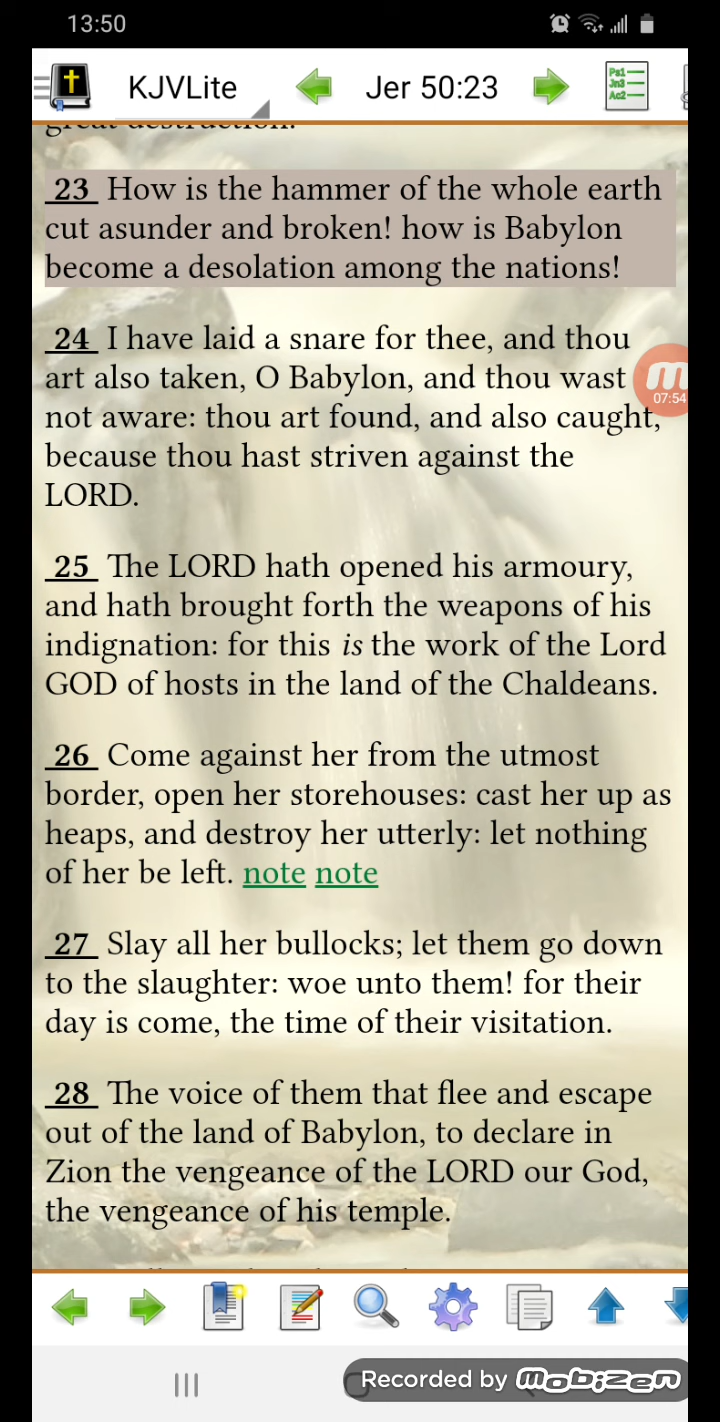 13:50
KJVLite
Jer 50:23
Ps1
Jn3
Ac2
great destruction.
23 How is the hammer of the whole earth
cut asunder and broken! how is Babylon
become a desolation among the nations!
24 I have laid a snare for thee, and thou
art also taken, O Babylon, and thou wast
not aware: thou art found, and also caught,
because thou hast striven against the
LORD.
m
07:54
25 The LORD hath opened his armoury,
and hath brought forth the weapons of his
indignation: for this is the work of the Lord
GOD of hosts in the land of the Chaldeans.
26 Come against her from the utmost
border, open her storehouses: cast her up as
heaps, and destroy her utterly: let nothing
of her be left. note note
27 Slay all her bullocks; let them go down
to the slaughter: woe unto them! for their
day is come, the time of their visitation.
28 The voice of them that flee and escape
out of the land of Babylon, to declare in
Zion the vengeance of the LORD our God,
the vengeance of his temple.
Recorded by mobizen